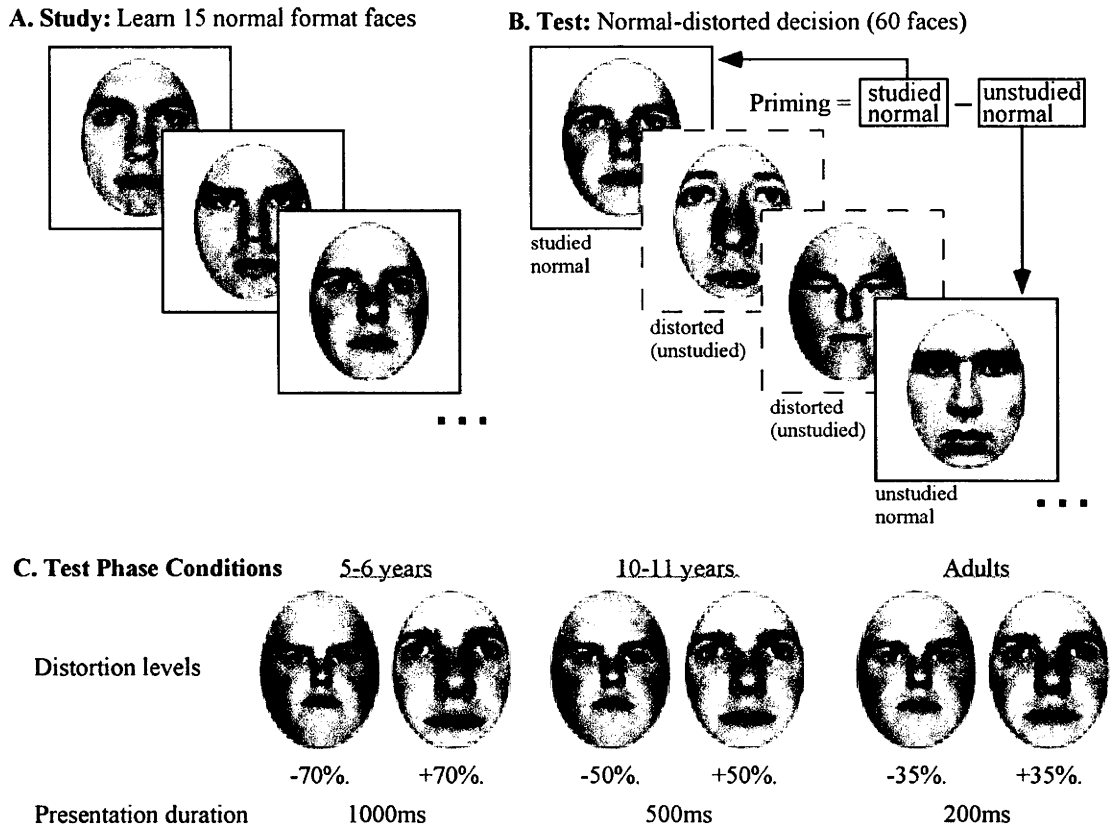 A. Study: Learn 15 normal format faces
B. Test: Normal-distorted decision (60 faces)
Priming = studied normal – unstudied normal
studied
normal
distorted
(unstudied)
distorted
(unstudied)
unstudied
normal
. . .
. . .
C. Test Phase Conditions 5-6 years 10-11 years. Adults
Distortion levels
-70%. +70%. -50%. +50%. -35%. +35%.
Presentation duration 1000ms 500ms 200ms